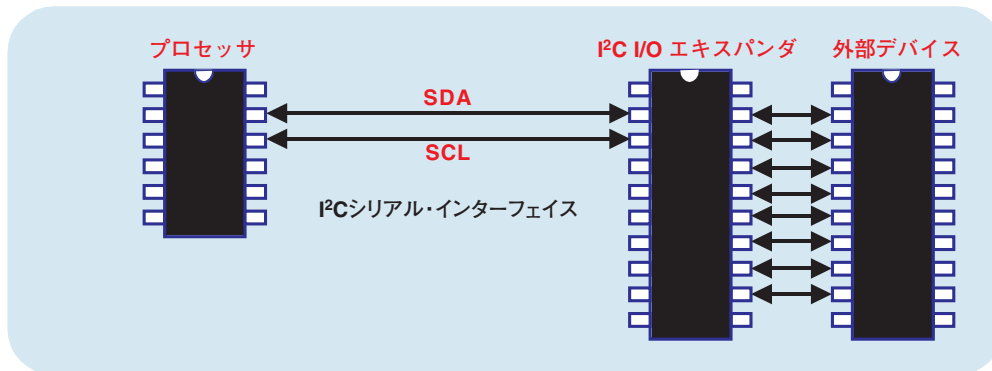 プロセッサ
I²C I/O エキスパンダ
外部デバイス
SDA
SCL
I²Cシリアル・インターフェイス